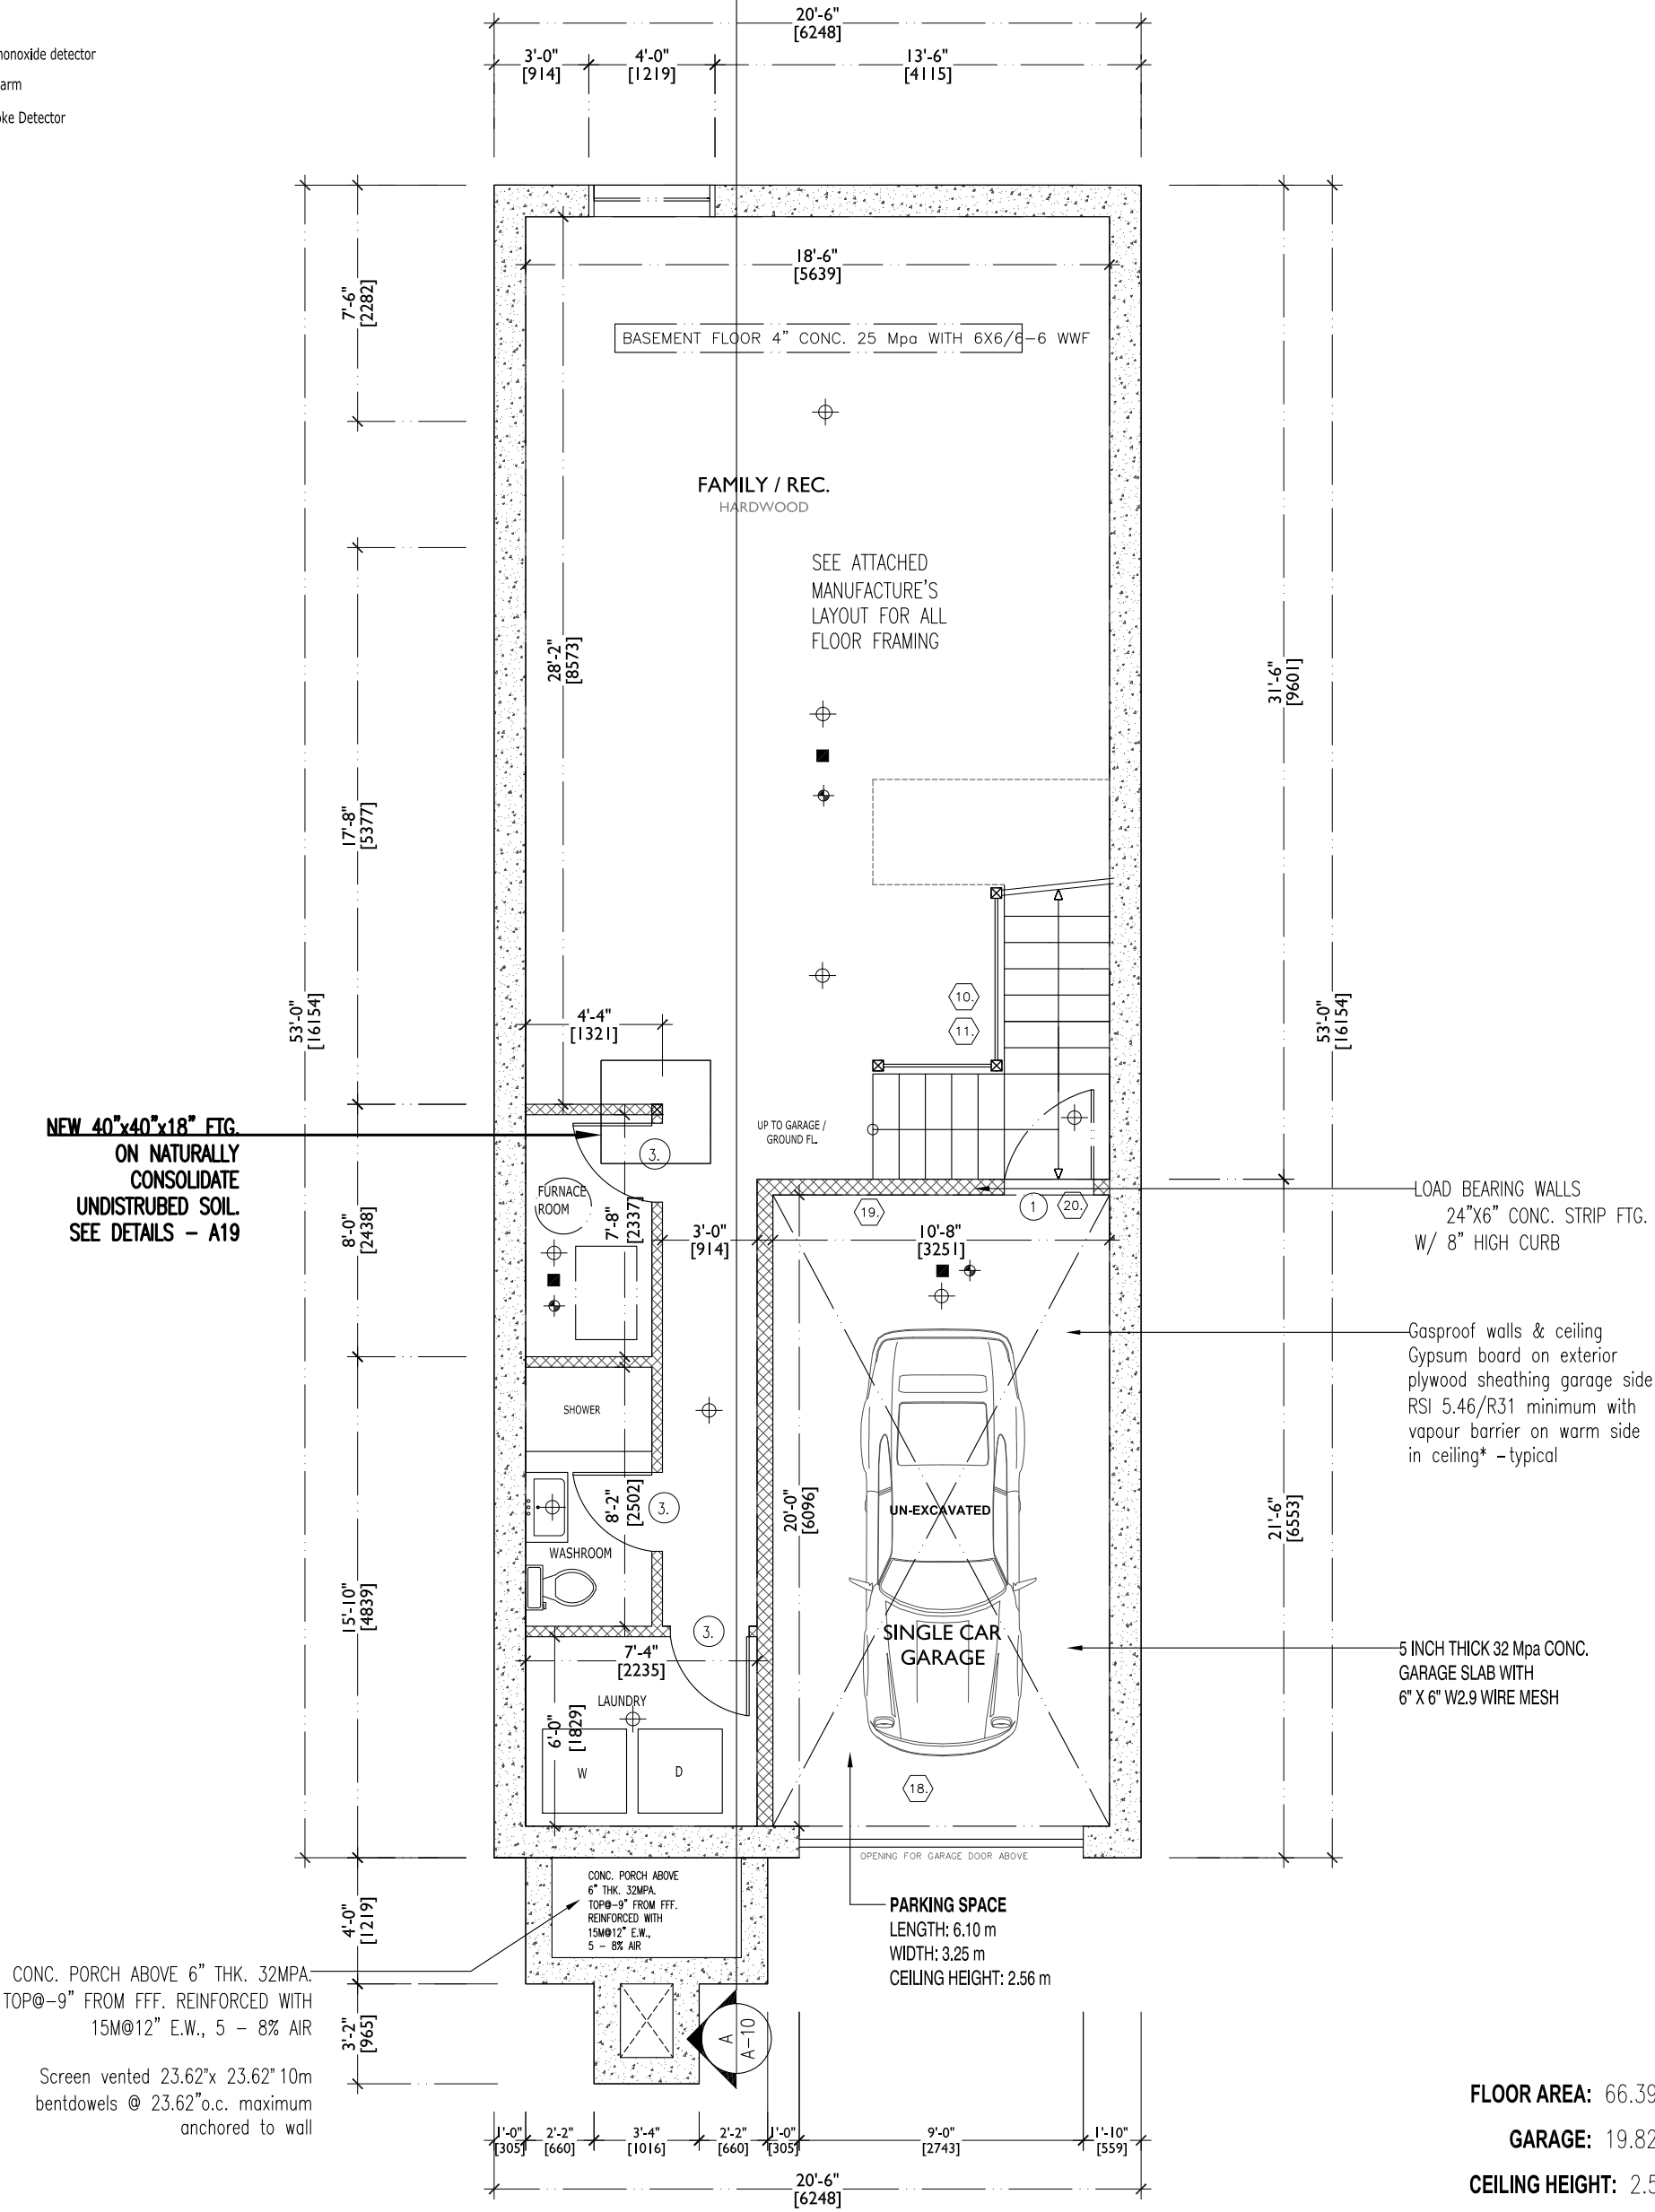 monoxide detector
arm
oke Detector
20'-6"
[6248]
3'-0"
[914]
4'-0"
[1219]
13'-6"
[4115]
18'-6"
[5639]
7'-6"
[2282]
BASEMENT FLOOR 4" CONC. 25 Mpa WITH 6X6/6-6 WWF
FAMILY / REC.
HARDWOOD
SEE ATTACHED
MANUFACTURE'S
LAYOUT FOR ALL
FLOOR FRAMING
28'-2"
[8573]
31'-6"
[9601]
17'-8"
[5377]
53'-0"
[16154]
53'-0"
[16154]
10.
11.
4'-4"
[1321]
NEW 40"x40"x18" FTG.
ON NATURALLY
CONSOLIDATE
UNDISTRUBED SOIL.
SEE DETAILS - A19
UP TO GARAGE /
GROUND FL.
3.
FURNACE
ROOM
7'-8"
[2337]
8'-0"
[2438]
3'-0"
[914]
19.
1
20.
10'-8"
[3251]
LOAD BEARING WALLS
24"X6" CONC. STRIP FTG.
W/ 8" HIGH CURB
Gasproof walls & ceiling
Gypsum board on exterior
plywood sheathing garage side
RSI 5.46/R31 minimum with
vapour barrier on warm side
in ceiling* -typical
SHOWER
8'-2"
[2502]
3.
WASHROOM
20'-0"
[6096]
UN-EXCAVATED
21'-6"
[6553]
15'-10"
[4839]
3.
SINGLE CAR
GARAGE
7'-4"
[2235]
5 INCH THICK 32 Mpa CONC.
GARAGE SLAB WITH
6" X 6" W2.9 WIRE MESH
LAUNDRY
6'-0"
[1829]
W
D
18.
OPENING FOR GARAGE DOOR ABOVE
CONC. PORCH ABOVE
6" THK. 32MPA.
TOP@-9" FROM FFF.
REINFORCED WITH
15M@12" E.W.,
5 - 8% AIR
4'-0"
[1219]
PARKING SPACE
LENGTH: 6.10 m
WIDTH: 3.25 m
CEILING HEIGHT: 2.56 m
CONC. PORCH ABOVE 6" THK. 32MPA.
TOP@-9" FROM FFF. REINFORCED WITH
15M@12" E.W., 5 - 8% AIR
3'-2"
[965]
A
A-10
Screen vented 23.62"x 23.62" 10m
bentdowels @ 23.62"o.c. maximum
anchored to wall
1'-0"
[305]
2'-2"
[660]
3'-4"
[1016]
2'-2"
[660]
1'-0"
[305]
9'-0"
[2743]
1'-10"
[559]
20'-6"
[6248]
FLOOR AREA: 66.39
GARAGE: 19.82
CEILING HEIGHT: 2.5